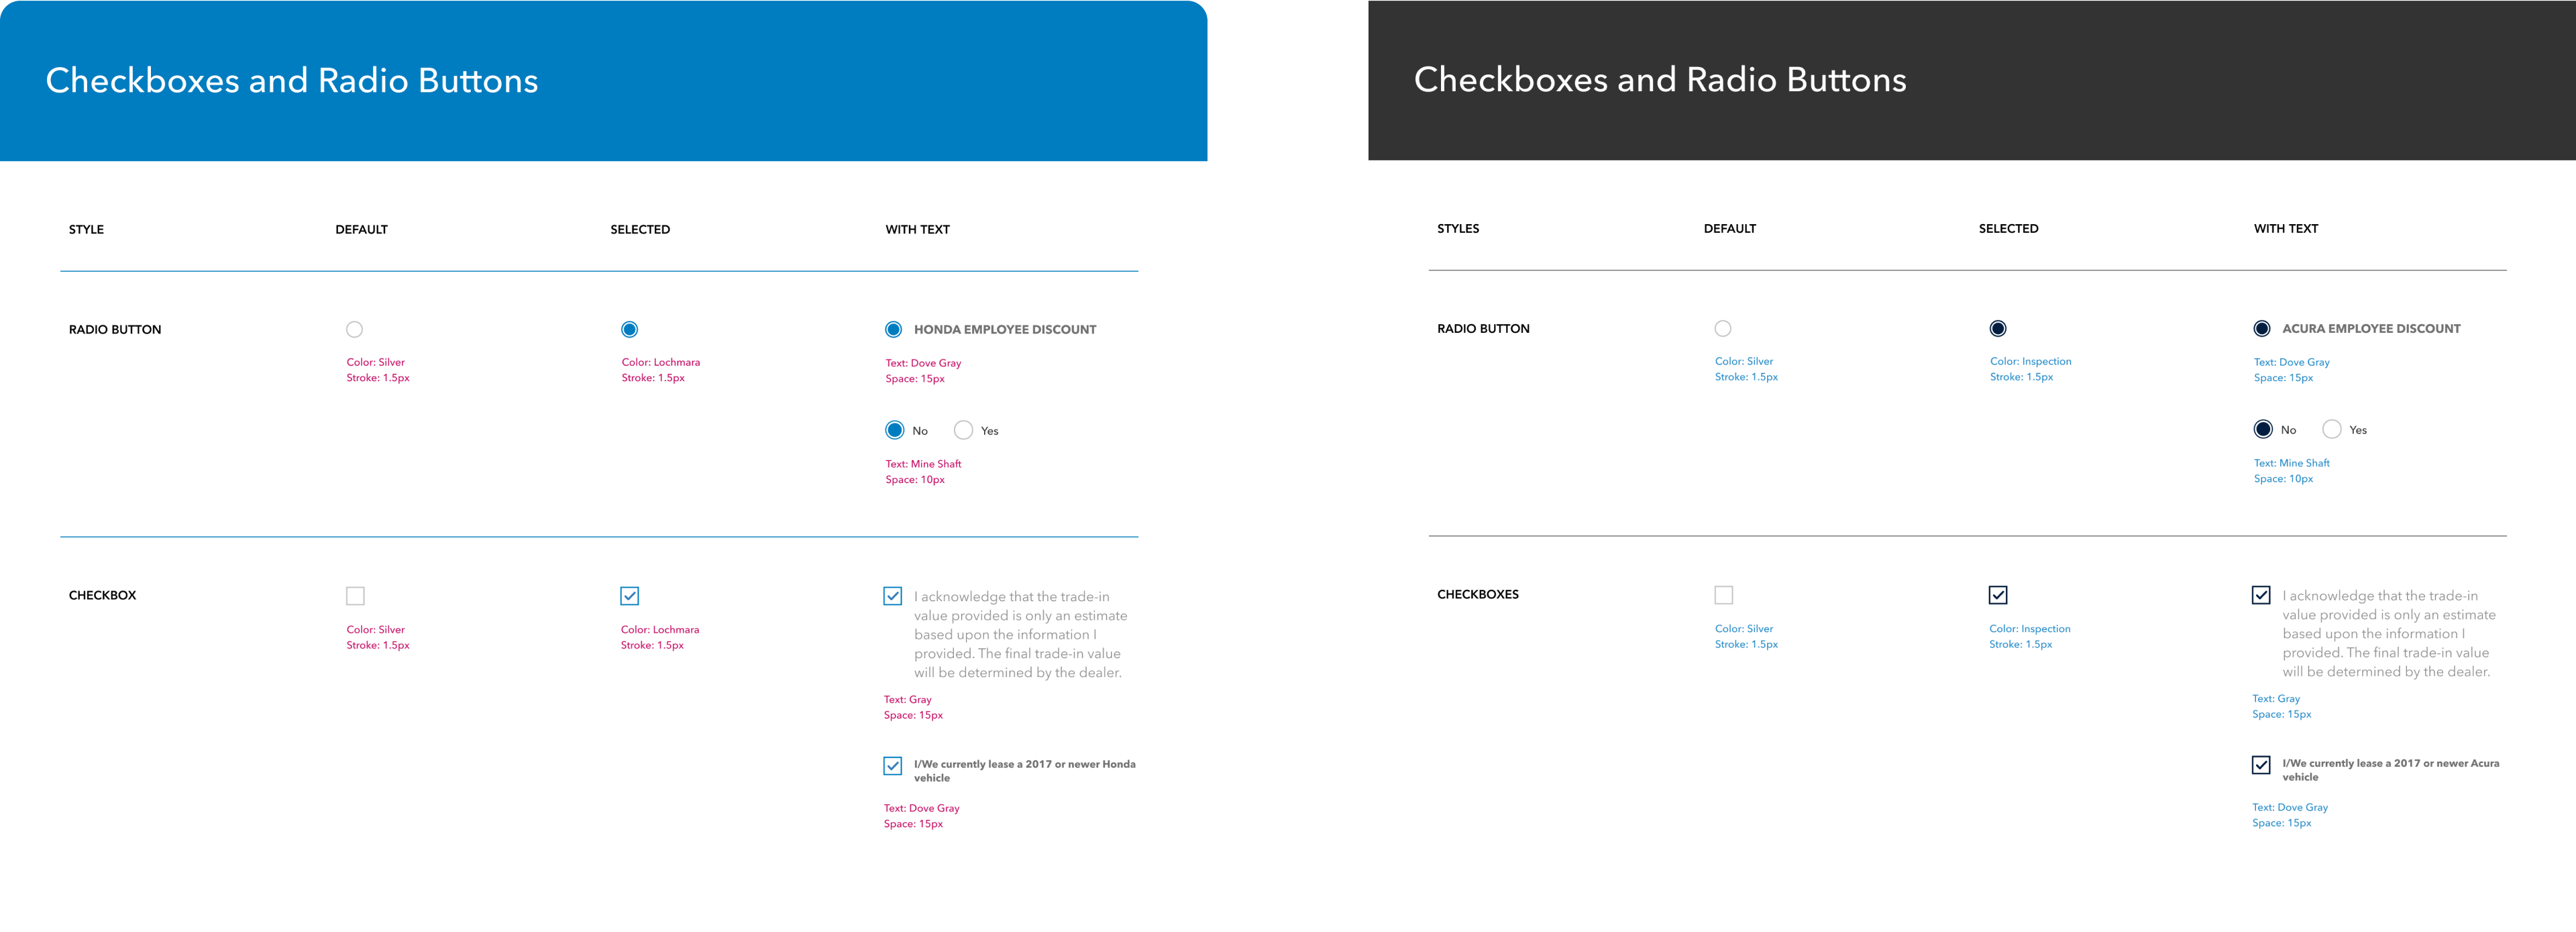 Checkboxes and Radio Buttons
STYLE DEFAULT SELECTED WITH TEXT
RADIO BUTTON
Color: Silver
Stroke: 1.5px
Color: Lochmara
Stroke: 1.5px
HONDA EMPLOYEE DISCOUNT
Text: Dove Gray
Space: 15px
No Yes
Text: Mine Shaft
Space: 10px
CHECKBOX
Color: Silver
Stroke: 1.5px
Color: Lochmara
Stroke: 1.5px
I acknowledge that the trade-in
value provided is only an estimate
based upon the information I
provided. The final trade-in value
will be determined by the dealer.
Text: Gray
Space: 15px
I/We currently lease a 2017 or newer Honda
vehicle
Text: Dove Gray
Space: 15px
Checkboxes and Radio Buttons
STYLES DEFAULT SELECTED WITH TEXT
RADIO BUTTON
Color: Silver
Stroke: 1.5px
Color: Inspection
Stroke: 1.5px
ACURA EMPLOYEE DISCOUNT
Text: Dove Gray
Space: 15px
No Yes
Text: Mine Shaft
Space: 10px
CHECKBOXES
Color: Silver
Stroke: 1.5px
Color: Inspection
Stroke: 1.5px
I acknowledge that the trade-in
value provided is only an estimate
based upon the information I
provided. The final trade-in value
will be determined by the dealer.
Text: Gray
Space: 15px
I/We currently lease a 2017 or newer Acura
vehicle
Text: Dove Gray
Space: 15px